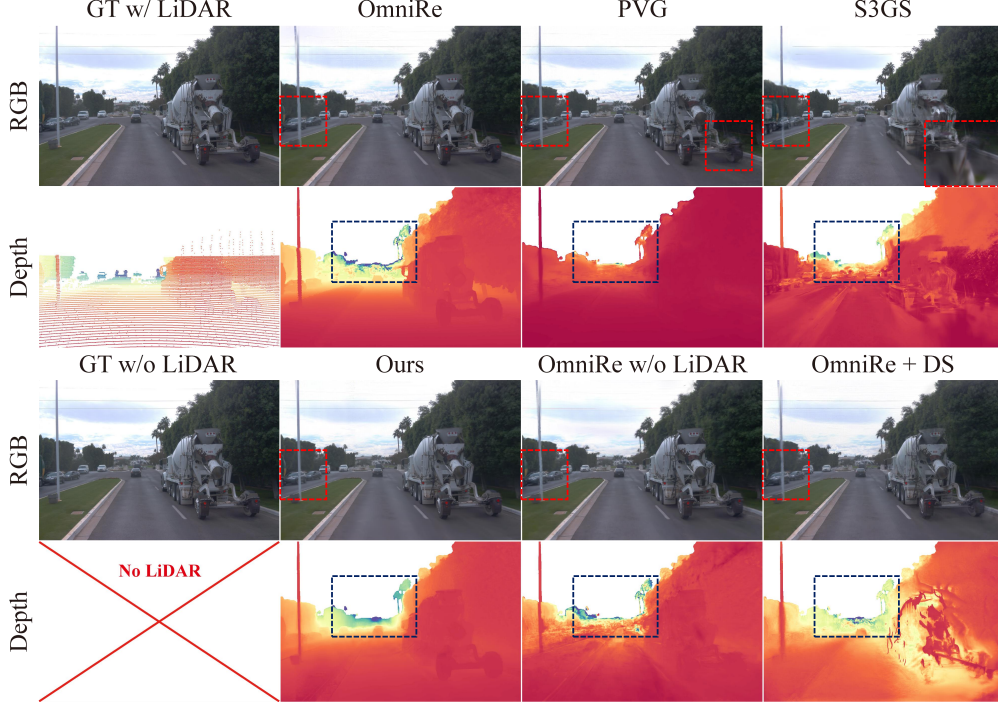 GT w/ LiDAR OmniRe PVG S3GS
RGB
Depth
GT w/o LiDAR Ours OmniRe w/o LiDAR OmniRe + DS
RGB
Depth
No LiDAR